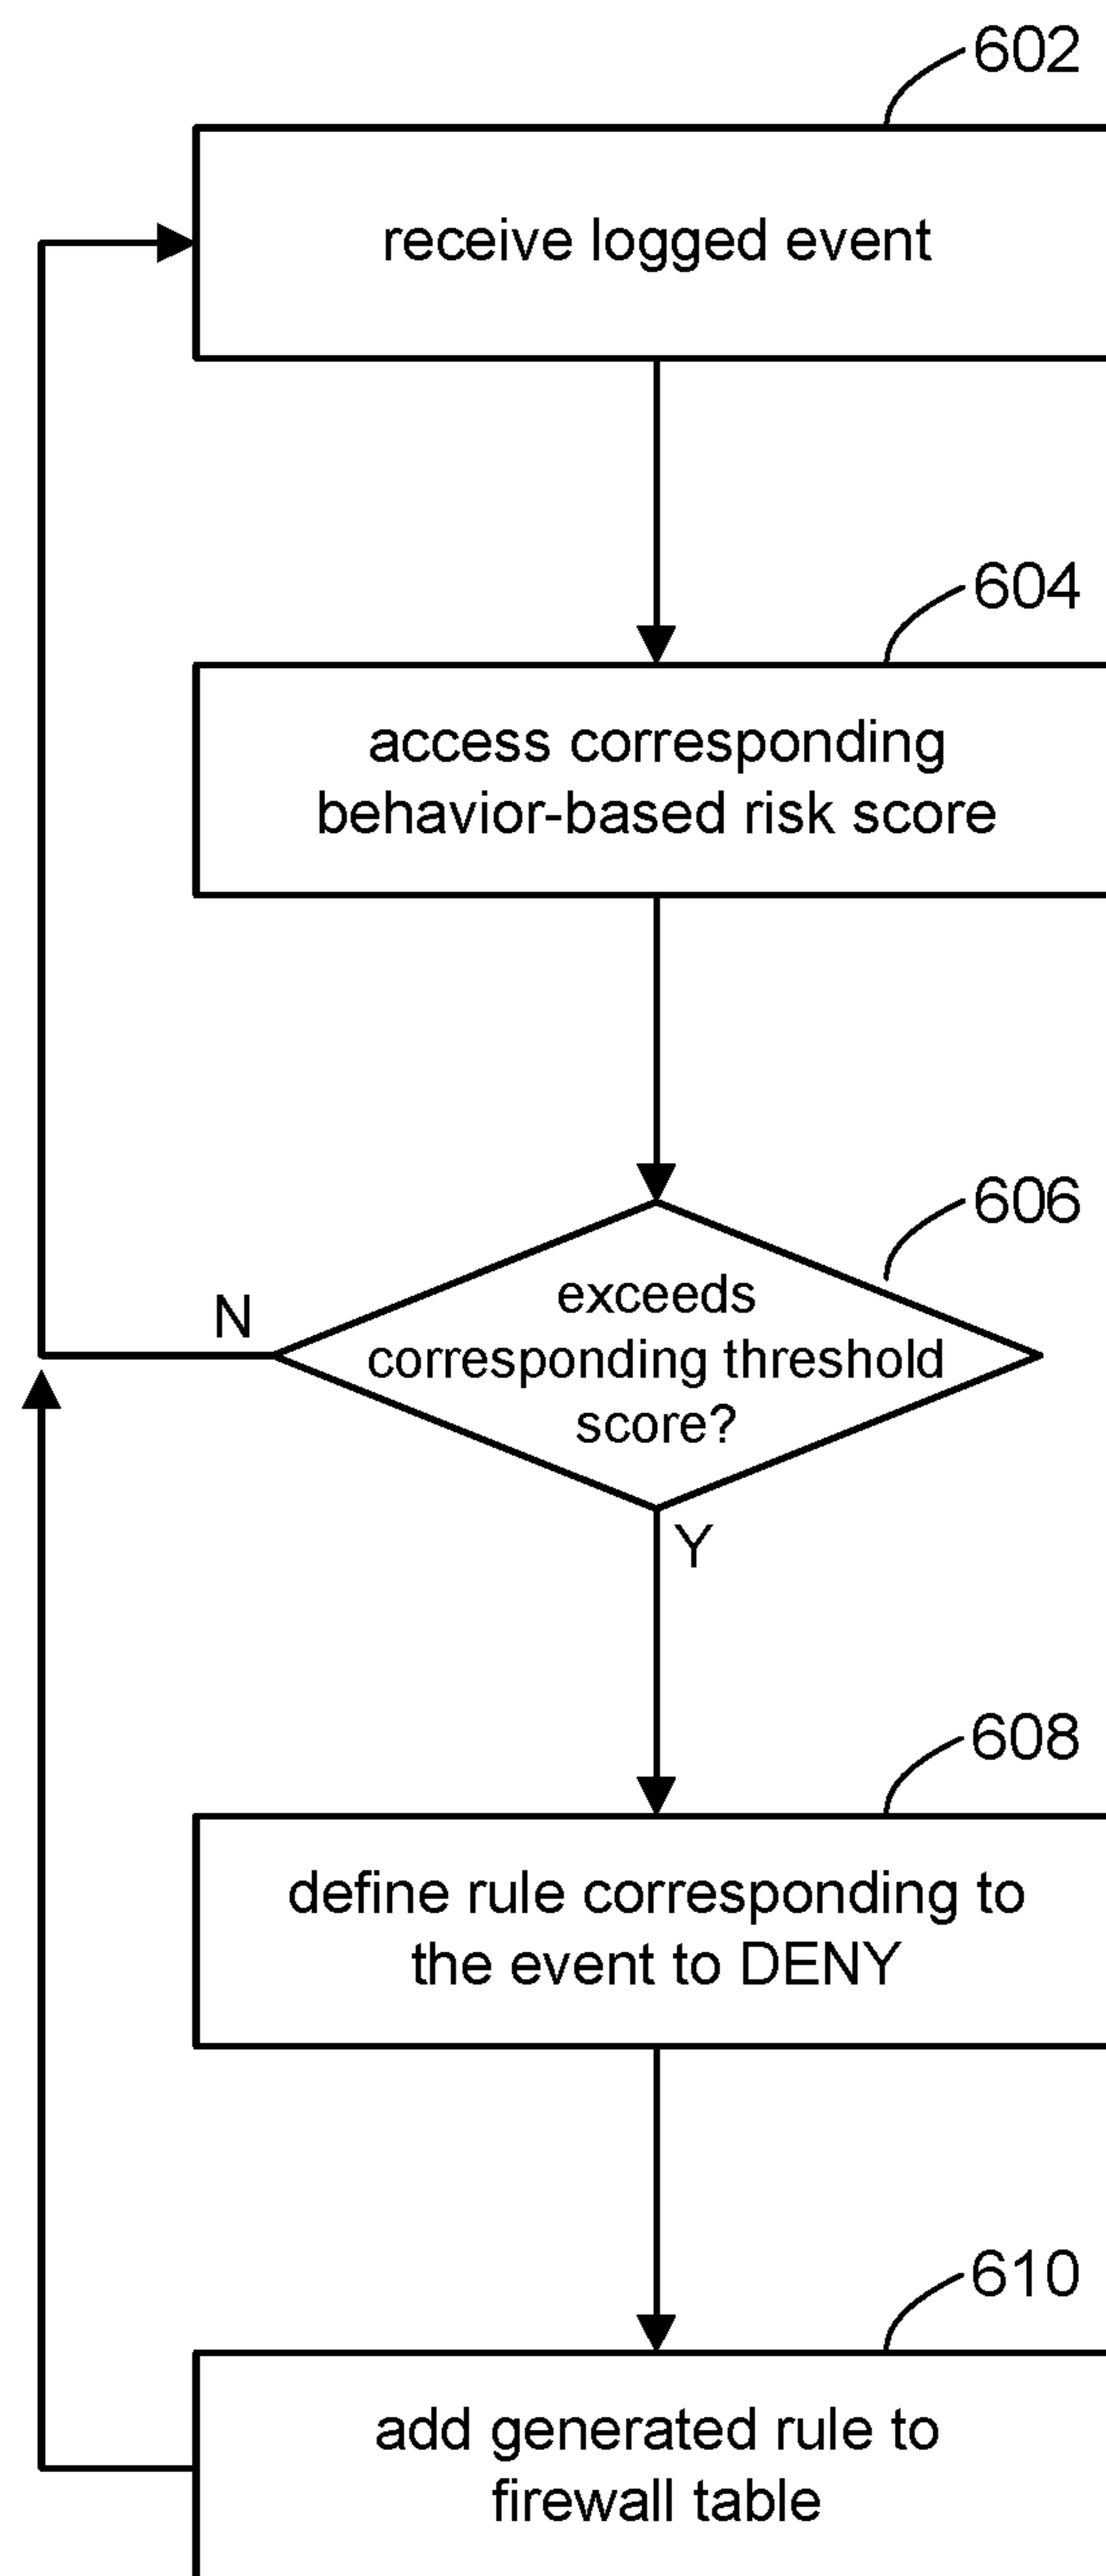 602
receive logged event
604
access corresponding
behavior-based risk score
606
exceeds
corresponding threshold
score?
N
Y
608
define rule corresponding to
the event to DENY
610
add generated rule to
firewall table